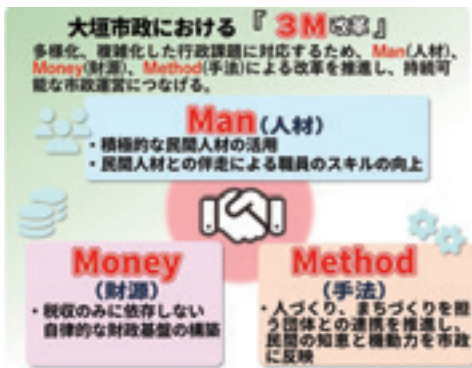 大垣市政における『3M改革』
多様化、複雑化した行政課題に対応するため、Man(人材)、
Money(財源)、Method(手法)による改革を推進し、持続可
能な市政運営につなげる。
Man(人材)
・積極的な民間人材の活用
・民間人材との伴走による職員のスキルの向上
Money
(財源)
・税収のみに依存しない
自律的な財政基盤の構築
Method
(手法)
・人づくり、まちづくりを担
う団体との連携を推進し、
民間の知恵と機動力を市政
に反映